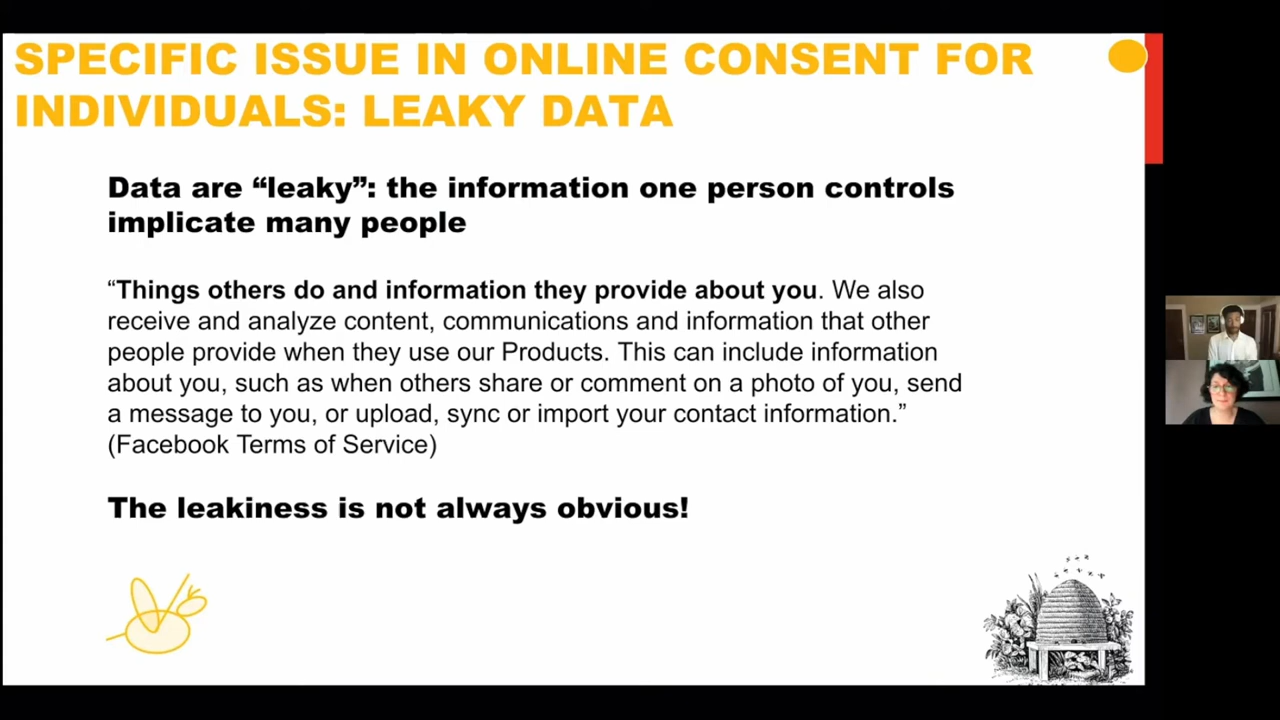 SPECIFIC ISSUE IN ONLINE CONSENT FOR
INDIVIDUALS: LEAKY DATA
Data are “leaky”: the information one person controls
implicate many people
“Things others do and information they provide about you. We also
receive and analyze content, communications and information that other
people provide when they use our Products. This can include information
about you, such as when others share or comment on a photo of you, send
a message to you, or upload, sync or import your contact information.”
(Facebook Terms of Service)
The leakiness is not always obvious!